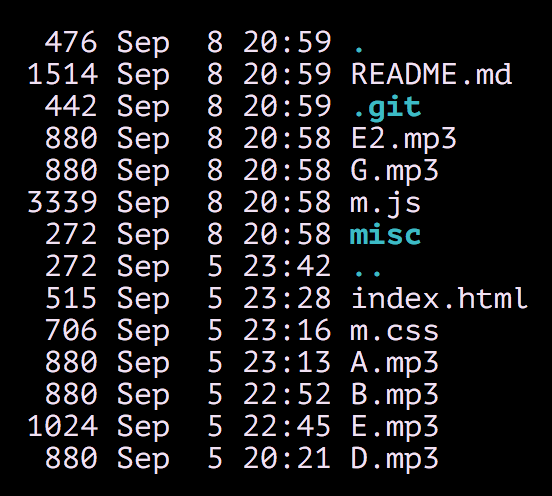 476 Sep  8 20:59 .
1514 Sep  8 20:59 README.md
442 Sep  8 20:59 .git
880 Sep  8 20:58 E2.mp3
880 Sep  8 20:58 G.mp3
3339 Sep  8 20:58 m.js
272 Sep  8 20:58 misc
272 Sep  5 23:42 ..
515 Sep  5 23:28 index.html
706 Sep  5 23:16 m.css
880 Sep  5 23:13 A.mp3
880 Sep  5 22:52 B.mp3
1024 Sep  5 22:45 E.mp3
880 Sep  5 20:21 D.mp3